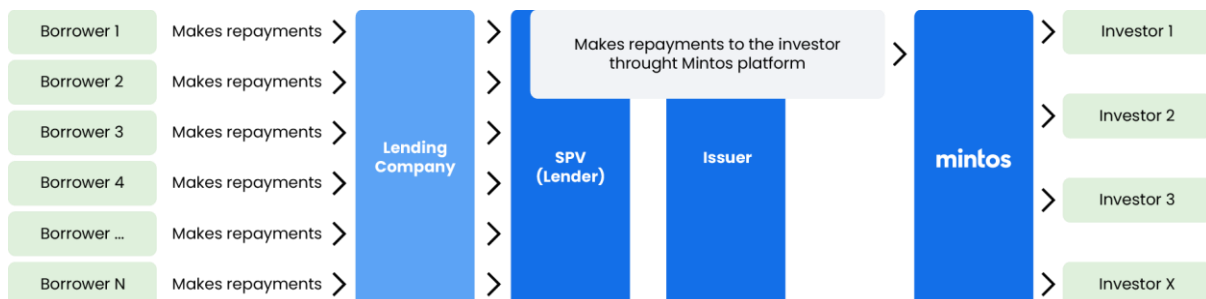 Borrower 1 Makes repayments
Borrower 2 Makes repayments
Borrower 3 Makes repayments
Borrower 4 Makes repayments
Borrower ... Makes repayments
Borrower N Makes repayments
Lending
Company
SPV
(Lender)
Makes repayments to the investor
throught Mintos platform
Issuer
mintos
Investor 1
Investor 2
Investor 3
Investor X